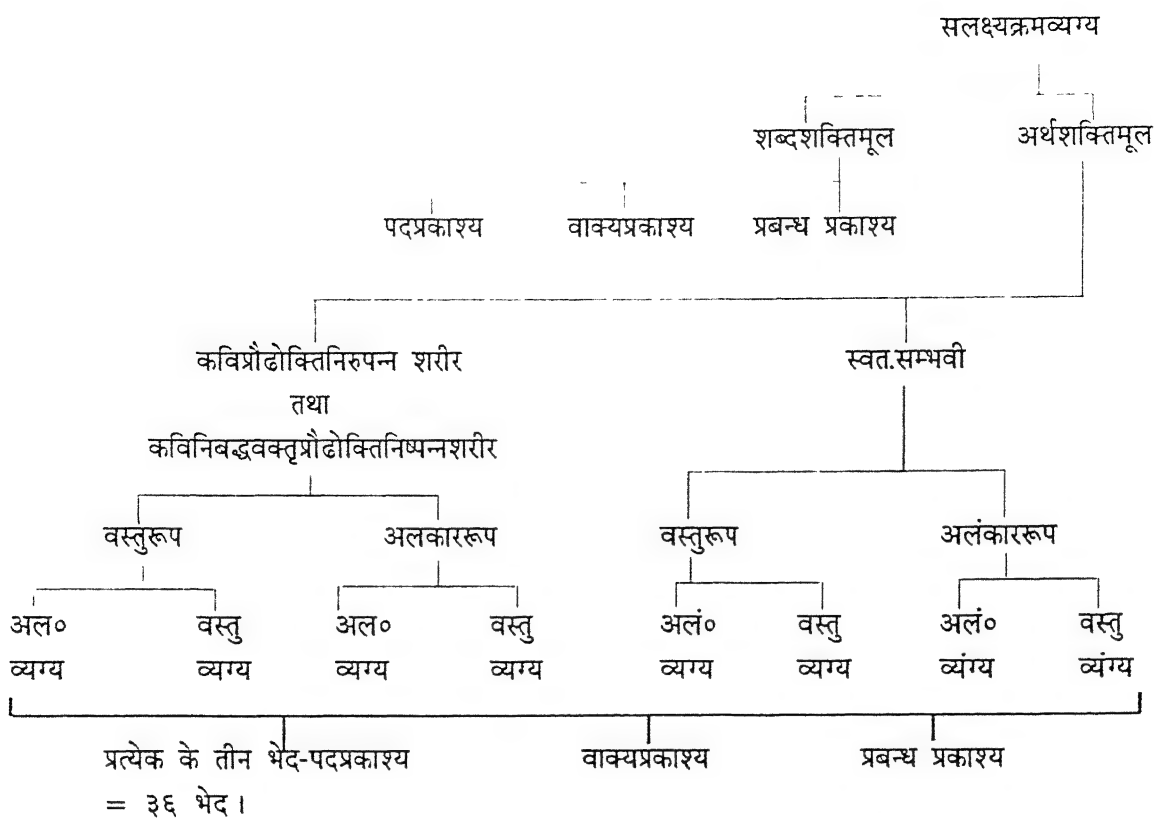 सलक्ष्यक्रमव्यग्य
शब्दशक्तिमूल अर्थशक्तिमूल
पदप्रकाश्य वाक्यप्रकाश्य प्रबन्ध प्रकाश्य
कविप्रौढोक्तिनिरुपन्न शरीर स्वत.सम्भवी
तथा
कविनिबद्धवक्तृप्रौढोक्तिनिष्पन्नशरीर
वस्तुरूप अलकाररूप वस्तुरूप अलंकाररूप
अल० वस्तु अल० वस्तु अलं० वस्तु अलं० वस्तु
व्यग्य व्यग्य व्यग्य व्यग्य व्यग्य व्यग्य व्यंग्य व्यंग्य
प्रत्येक के तीन भेद-पदप्रकाश्य वाक्यप्रकाश्य प्रबन्ध प्रकाश्य
= ३६ भेद।